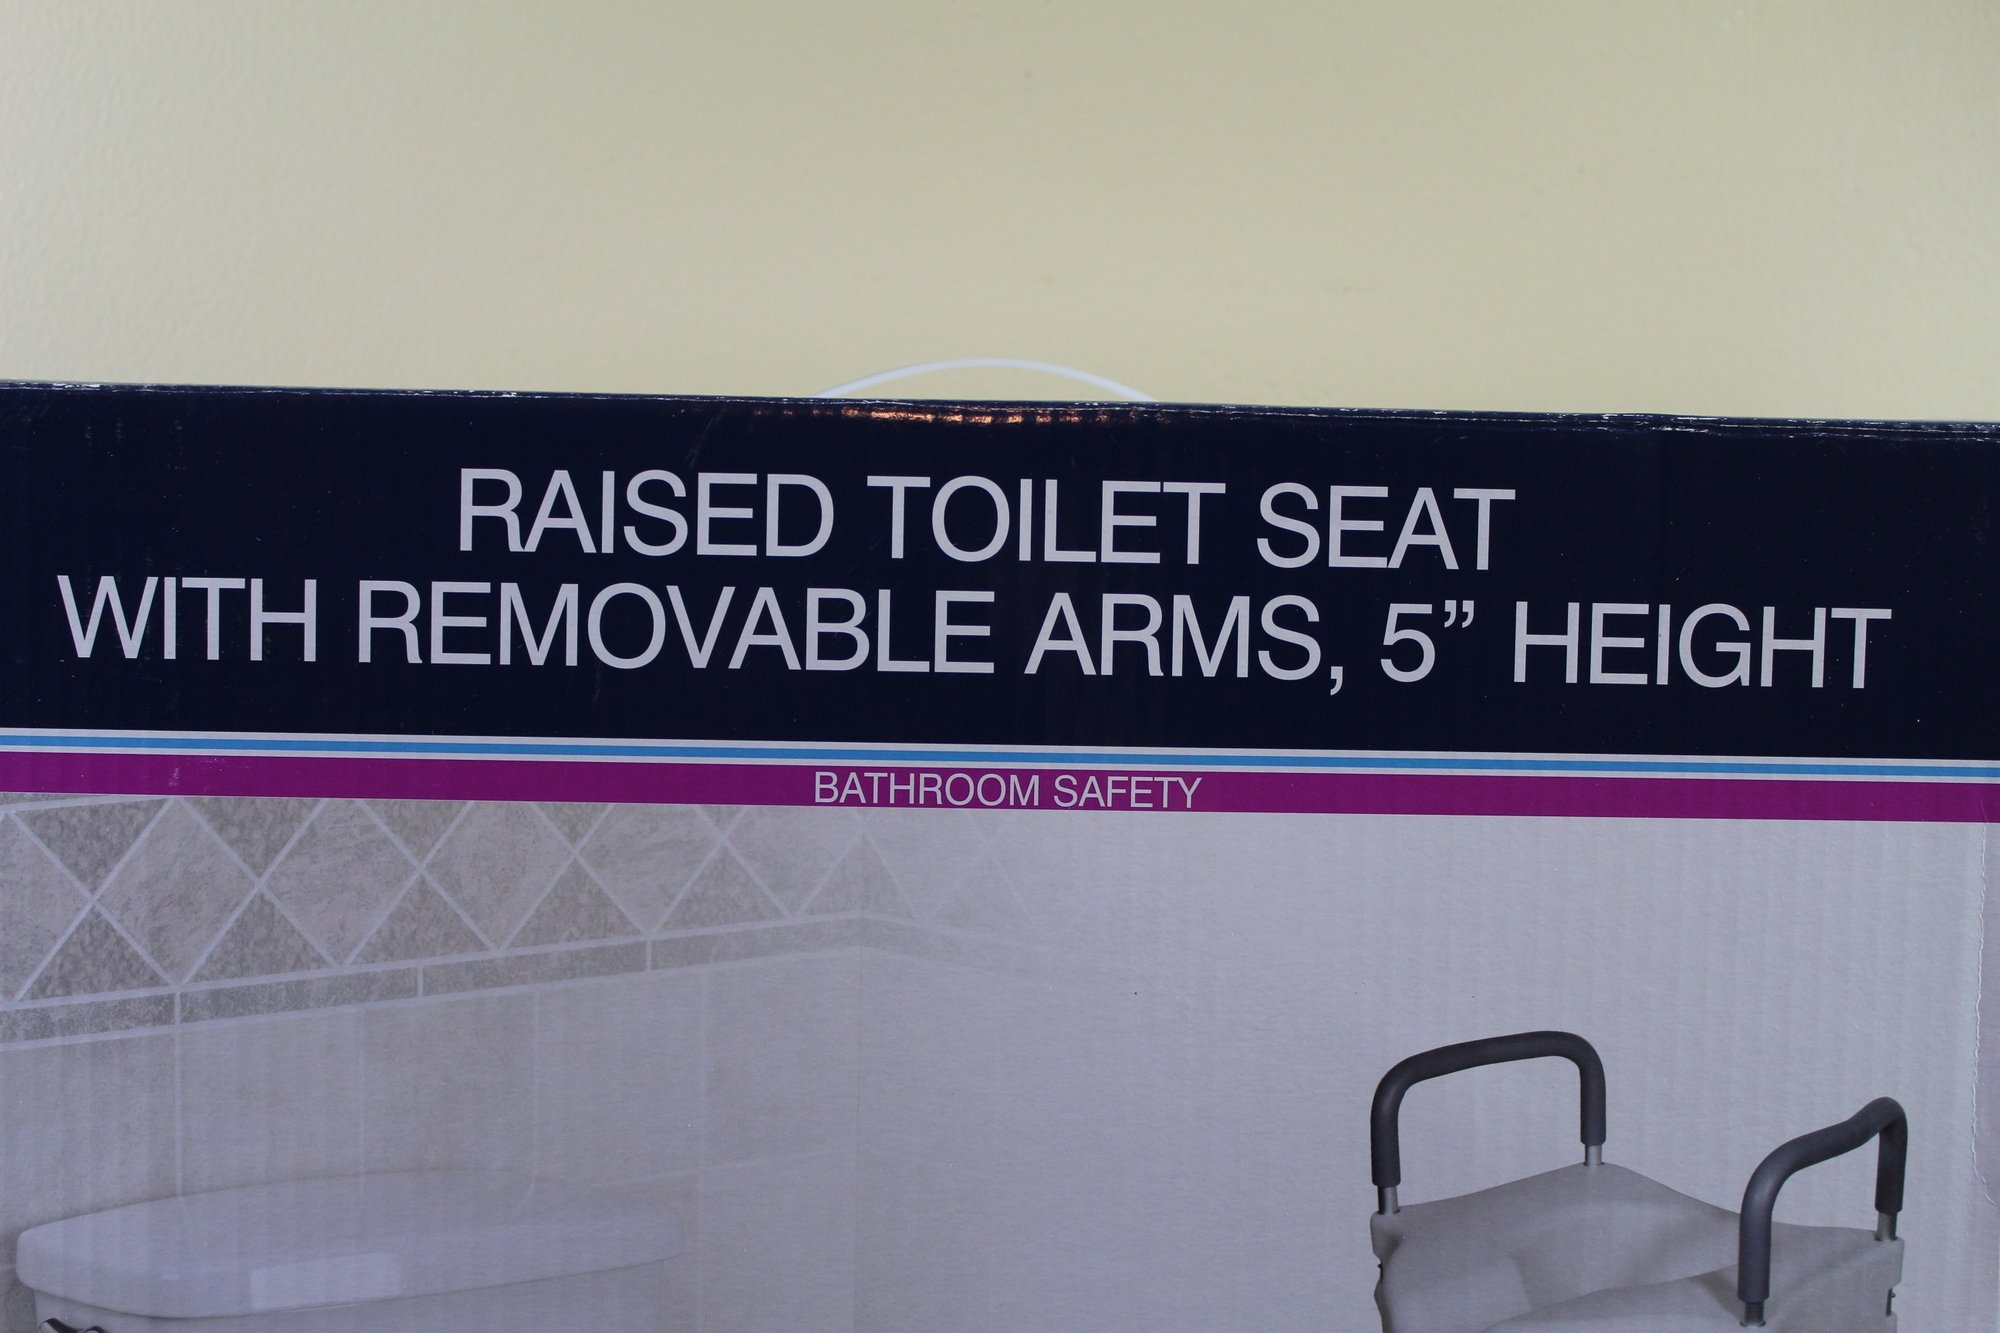 RAISED TOILET SEAT
WITH REMOVABLE ARMS, 5” HEIGHT
BATHROOM SAFETY